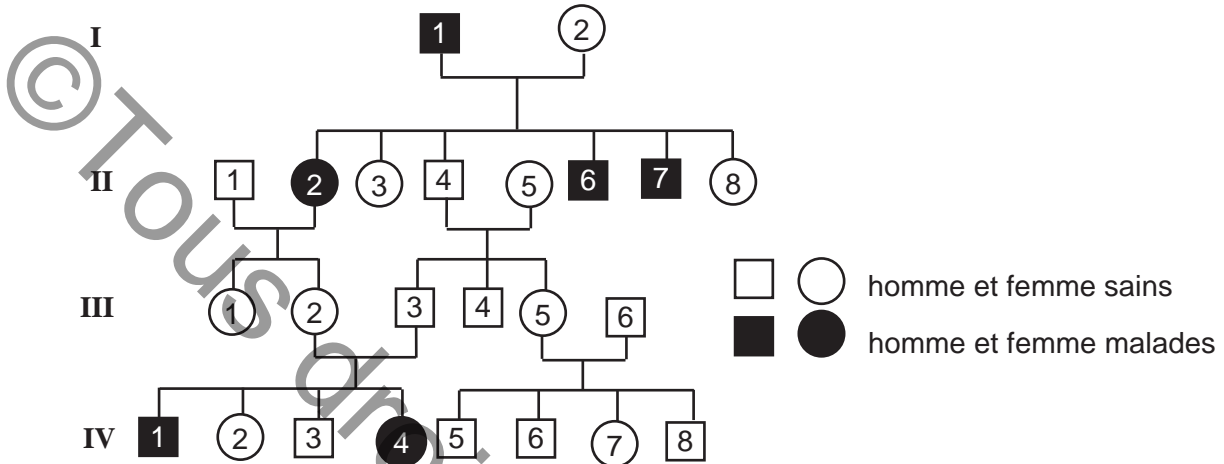 I
1 2
II
1 2 3 4 5 6 7 8
III
1 2 3 4 5 6
IV
1 2 3 4 5 6 7 8
homme et femme sains
homme et femme malades
©Tous